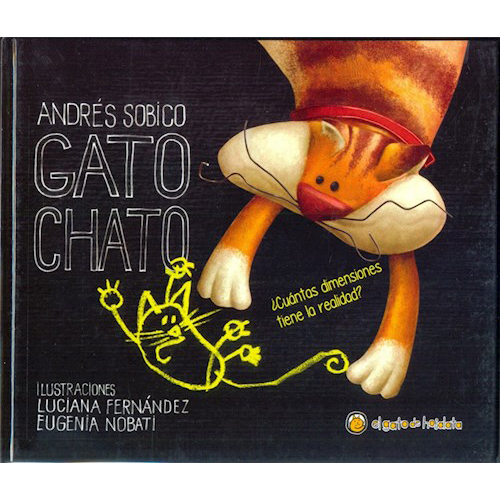 ANDRÉS SOBICO
GATO
CHATO
¿Cuántas dimensiones
tiene la realidad?
ILUSTRACIONES
LUCIANA FERNÁNDEZ
EUGENIA NOBATI
el gato de hojalata